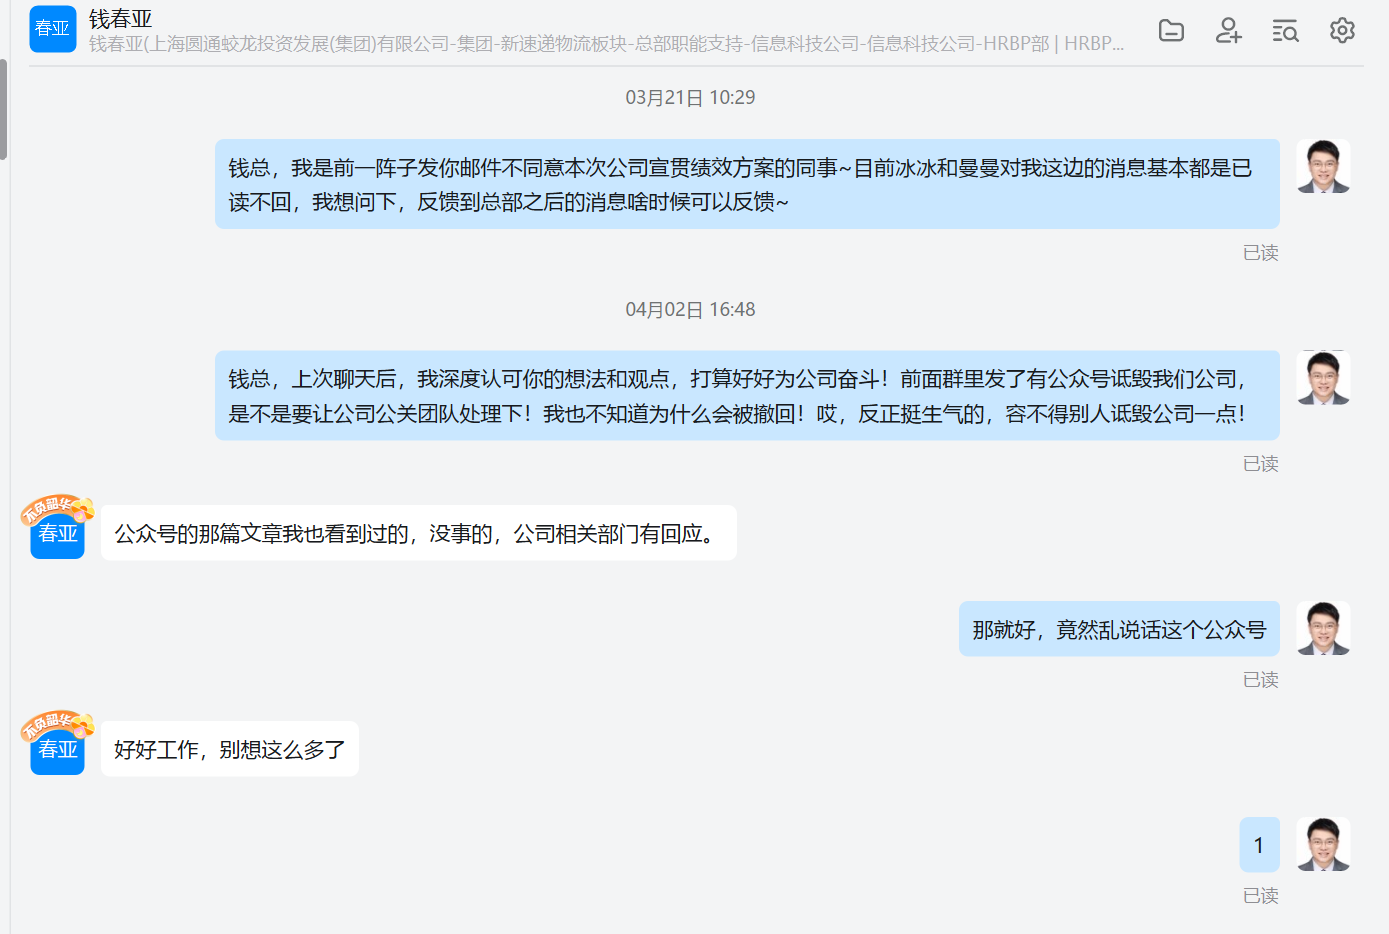 春亚
钱春亚
钱春亚(上海圆通蛟龙投资发展(集团)有限公司-集团-新速递物流板块-总部职能支持-信息科技公司-信息科技公司-HRBP部 | HRBP...
03月21日 10:29
钱总，我是前一阵子发你邮件不同意本次公司宣贯绩效方案的同事~目前冰冰和曼曼对我这边的消息基本都是已
读不回，我想问下，反馈到总部之后的消息啥时候可以反馈~
已读
04月02日 16:48
钱总，上次聊天后，我深度认可你的想法和观点，打算好好为公司奋斗！前面群里发了有公众号诋毁我们公司，
是不是要让公司公关团队处理下！我也不知道为什么会被撤回！哎，反正挺生气的，容不得别人诋毁公司一点！
已读
不负韶华
春亚
公众号的那篇文章我也看到过的，没事的，公司相关部门有回应。
那就好，竟然乱说话这个公众号
已读
不负韶华
春亚
好好工作，别想这么多了
1
已读